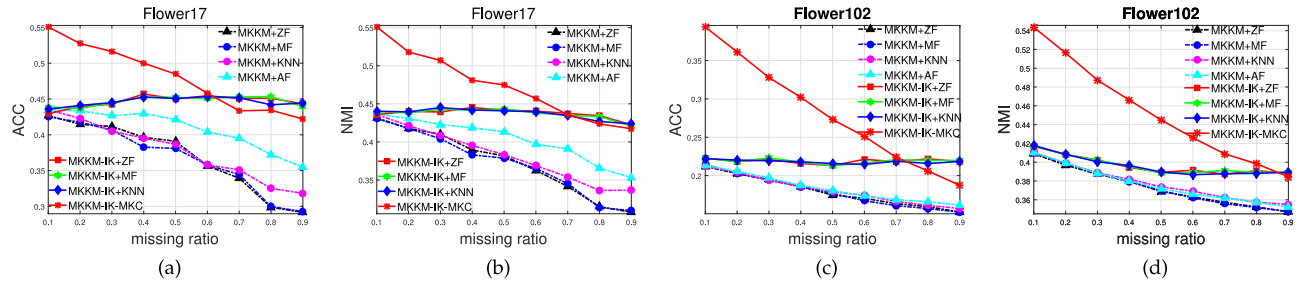 Flower17
ACC
0.55
0.5
0.45
0.4
0.35
0.3
MKKM+ZF
MKKM+MF
MKKM+KNN
MKKM+AF
MKKM-IK+ZF
MKKM-IK+MF
MKKM-IK+KNN
MKKM-IK-MKC
0.1 0.2 0.3 0.4 0.5 0.6 0.7 0.8 0.9
missing ratio
(a)
Flower17
NMI
0.55
0.5
0.45
0.4
0.35
MKKM+ZF
MKKM+MF
MKKM+KNN
MKKM+AF
MKKM-IK+ZF
MKKM-IK+MF
MKKM-IK+KNN
MKKM-IK-MKC
0.1 0.2 0.3 0.4 0.5 0.6 0.7 0.8 0.9
missing ratio
(b)
Flower102
ACC
0.3
0.2
MKKM+ZF
MKKM+MF
MKKM+KNN
MKKM+AF
MKKM-IK+ZF
MKKM-IK+MF
MKKM-IK+KNN
MKKM-IK-MKC
0.1 0.2 0.3 0.4 0.5 0.6 0.7 0.8 0.9
missing ratio
(c)
Flower102
NMI
0.54
0.52
0.5
0.48
0.46
0.44
0.42
0.4
0.38
0.36
MKKM+ZF
MKKM+MF
MKKM+KNN
MKKM+AF
MKKM-IK+ZF
MKKM-IK+MF
MKKM-IK+KNN
MKKM-IK-MKC
0.1 0.2 0.3 0.4 0.5 0.6 0.7 0.8 0.9
missing ratio
(d)